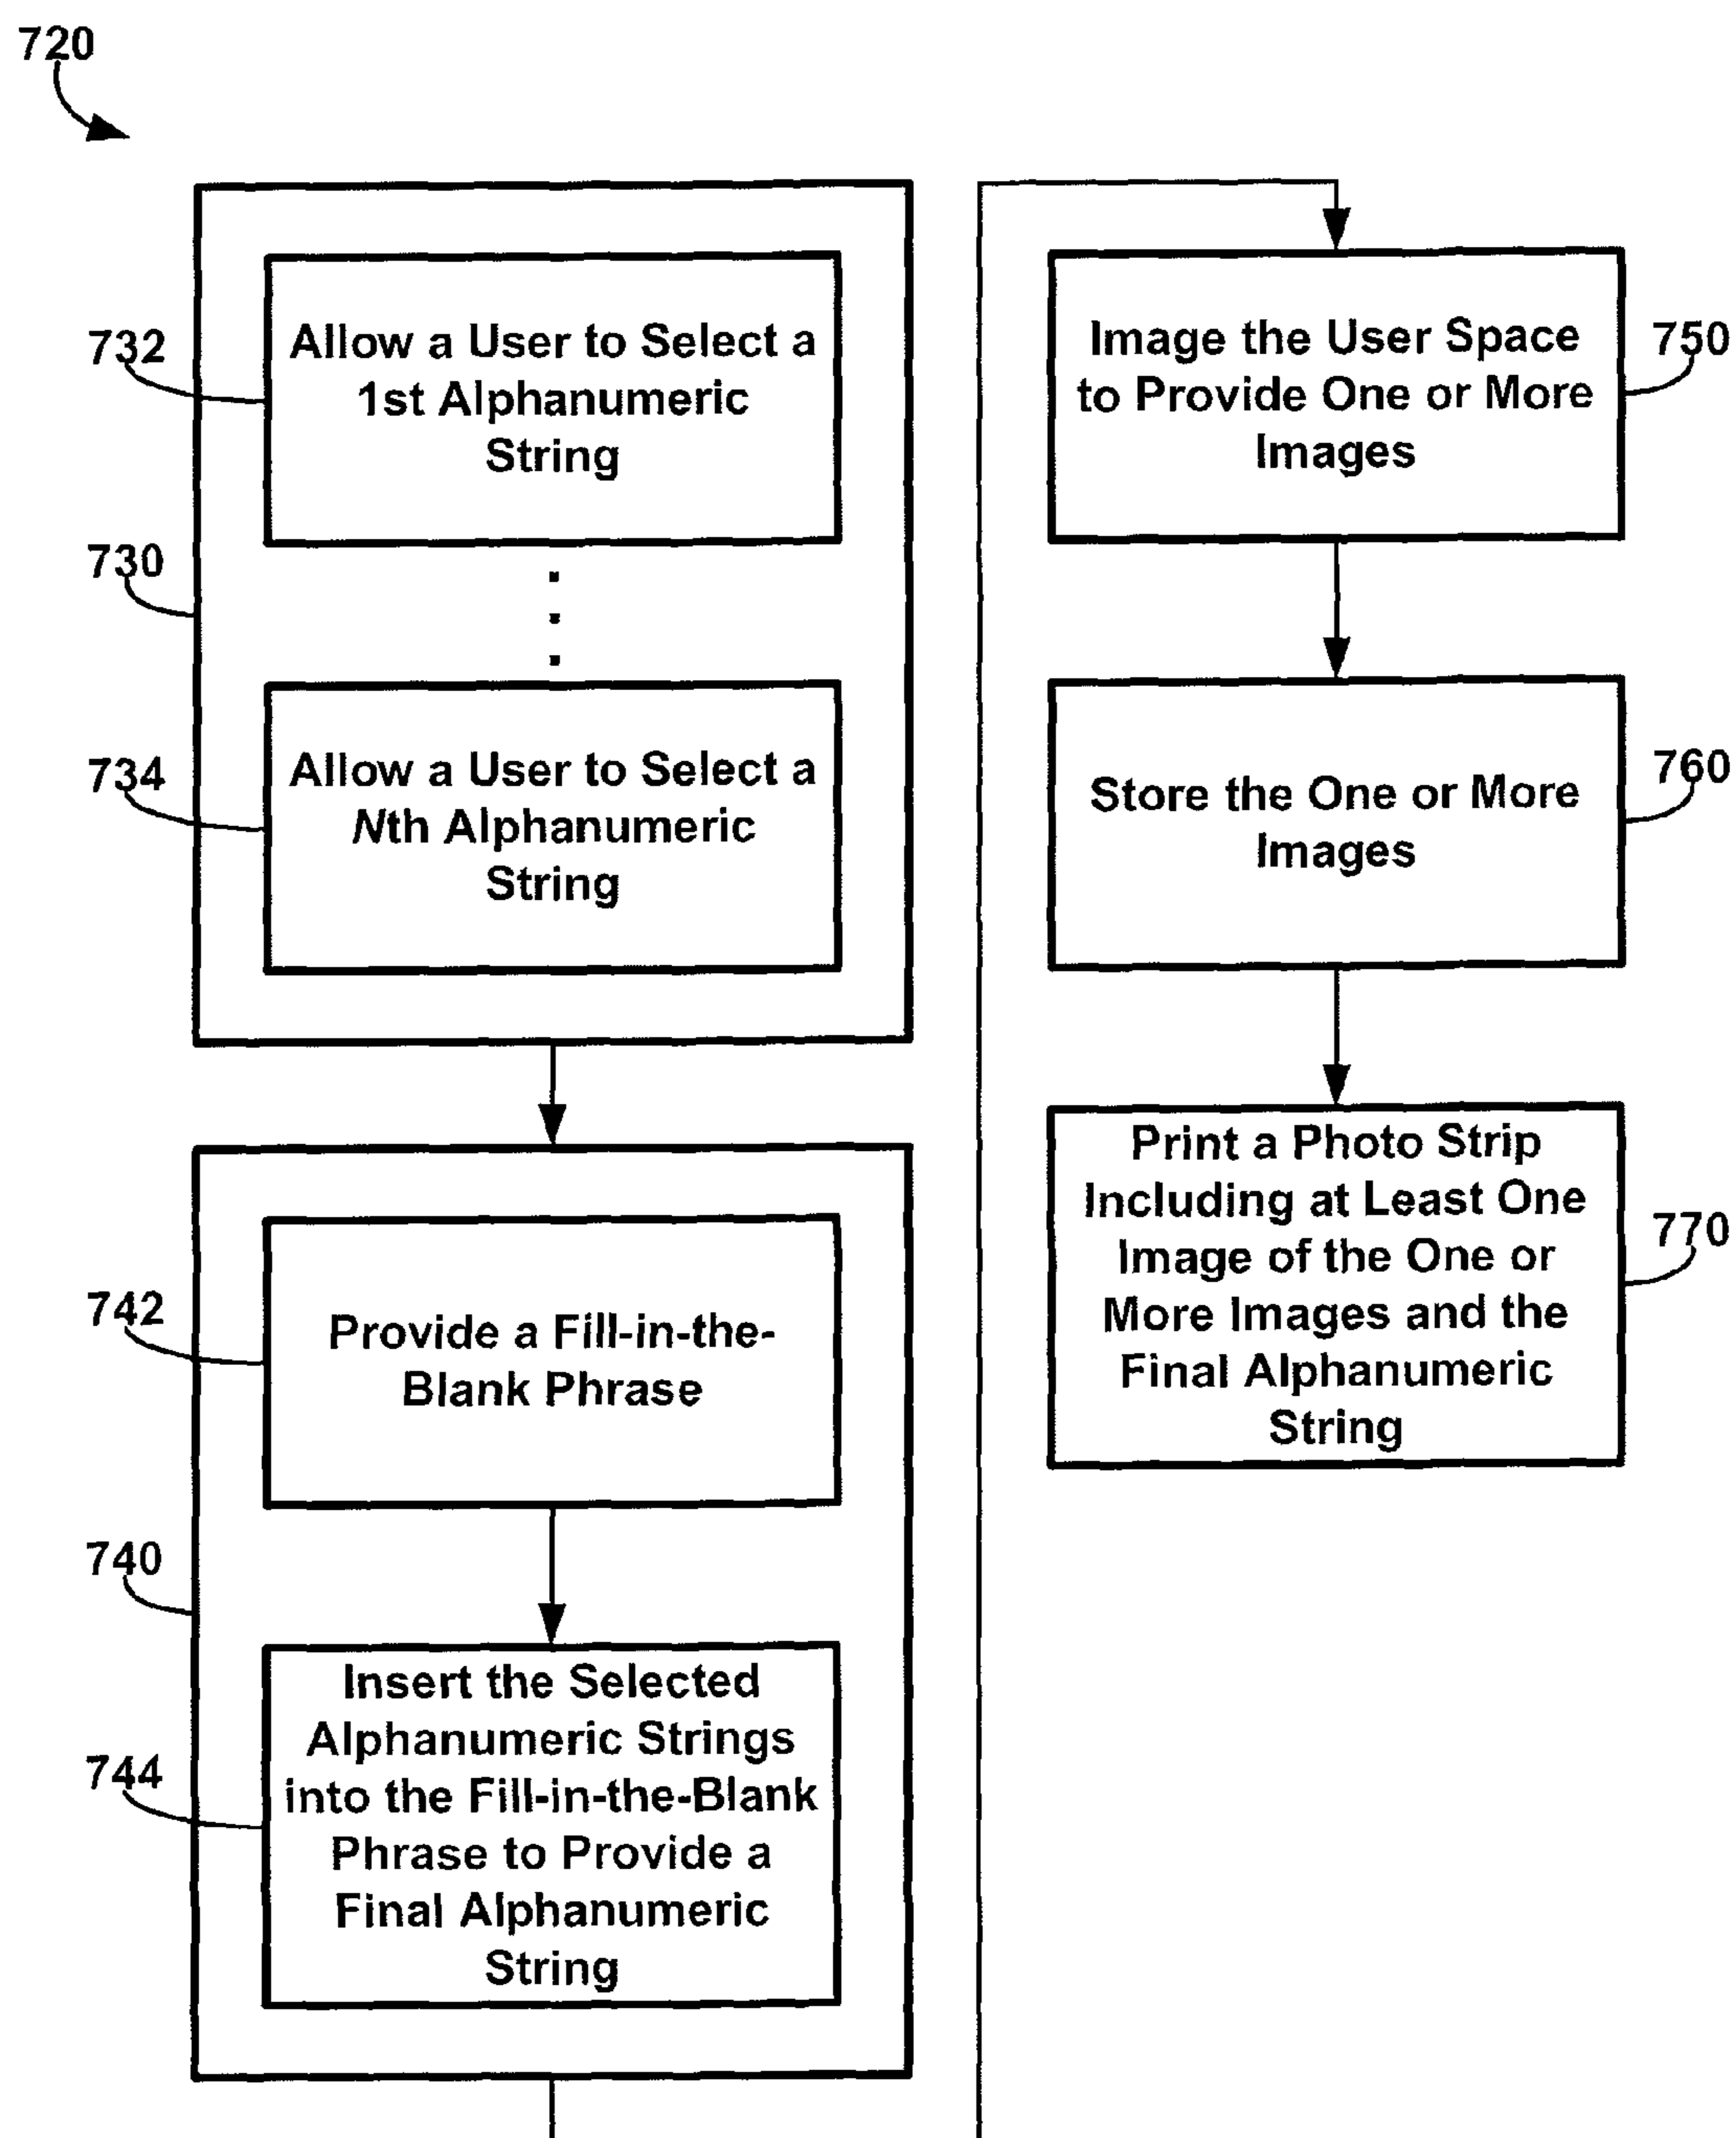 720
732
Allow a User to Select a
1st Alphanumeric
String
730
734
Allow a User to Select a
Nth Alphanumeric
String
742
Provide a Fill-in-the-
Blank Phrase
740
744
Insert the Selected
Alphanumeric Strings
into the Fill-in-the-Blank
Phrase to Provide a
Final Alphanumeric
String
Image the User Space
to Provide One or More
Images
750
Store the One or More
Images
760
Print a Photo Strip
Including at Least One
Image of the One or
More Images and the
Final Alphanumeric
String
770